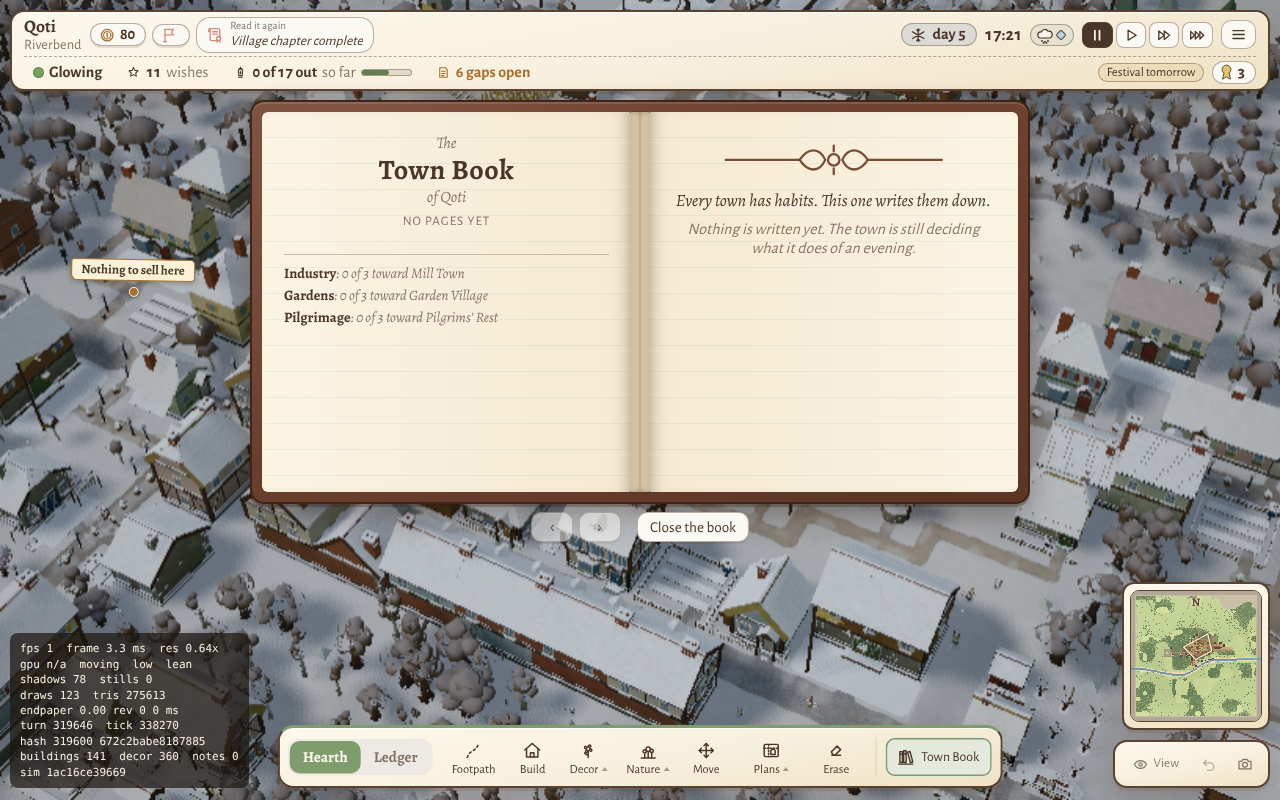 Qoti
Riverbend
80
Read it again
Village chapter complete
day 5
17:21
Glowing
11 wishes
0 of 17 out so far
6 gaps open
Festival tomorrow
3
The
Town Book
of Qoti
NO PAGES YET
Industry: 0 of 3 toward Mill Town
Gardens: 0 of 3 toward Garden Village
Pilgrimage: 0 of 3 toward Pilgrims' Rest
Every town has habits. This one writes them down.
Nothing is written yet. The town is still deciding
what it does of an evening.
Nothing to sell here
‹ ›
Close the book
N
fps 1 frame 3.3 ms res 0.64x
gpu n/a moving low lean
shadows 78 stills 0
draws 123 tris 275613
endpaper 0.00 rev 0 0 ms
turn 319646 tick 338270
hash 319600 672c2babe8187885
buildings 141 decor 360 notes 0
sim 1ac16ce39669
Hearth
Ledger
Footpath
Build
Decor
Nature
Move
Plans
Erase
Town Book
View